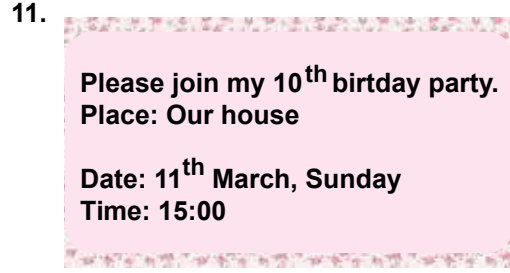 11.
Please join my 10th birtday party.
Place: Our house
Date: 11th March, Sunday
Time: 15:00